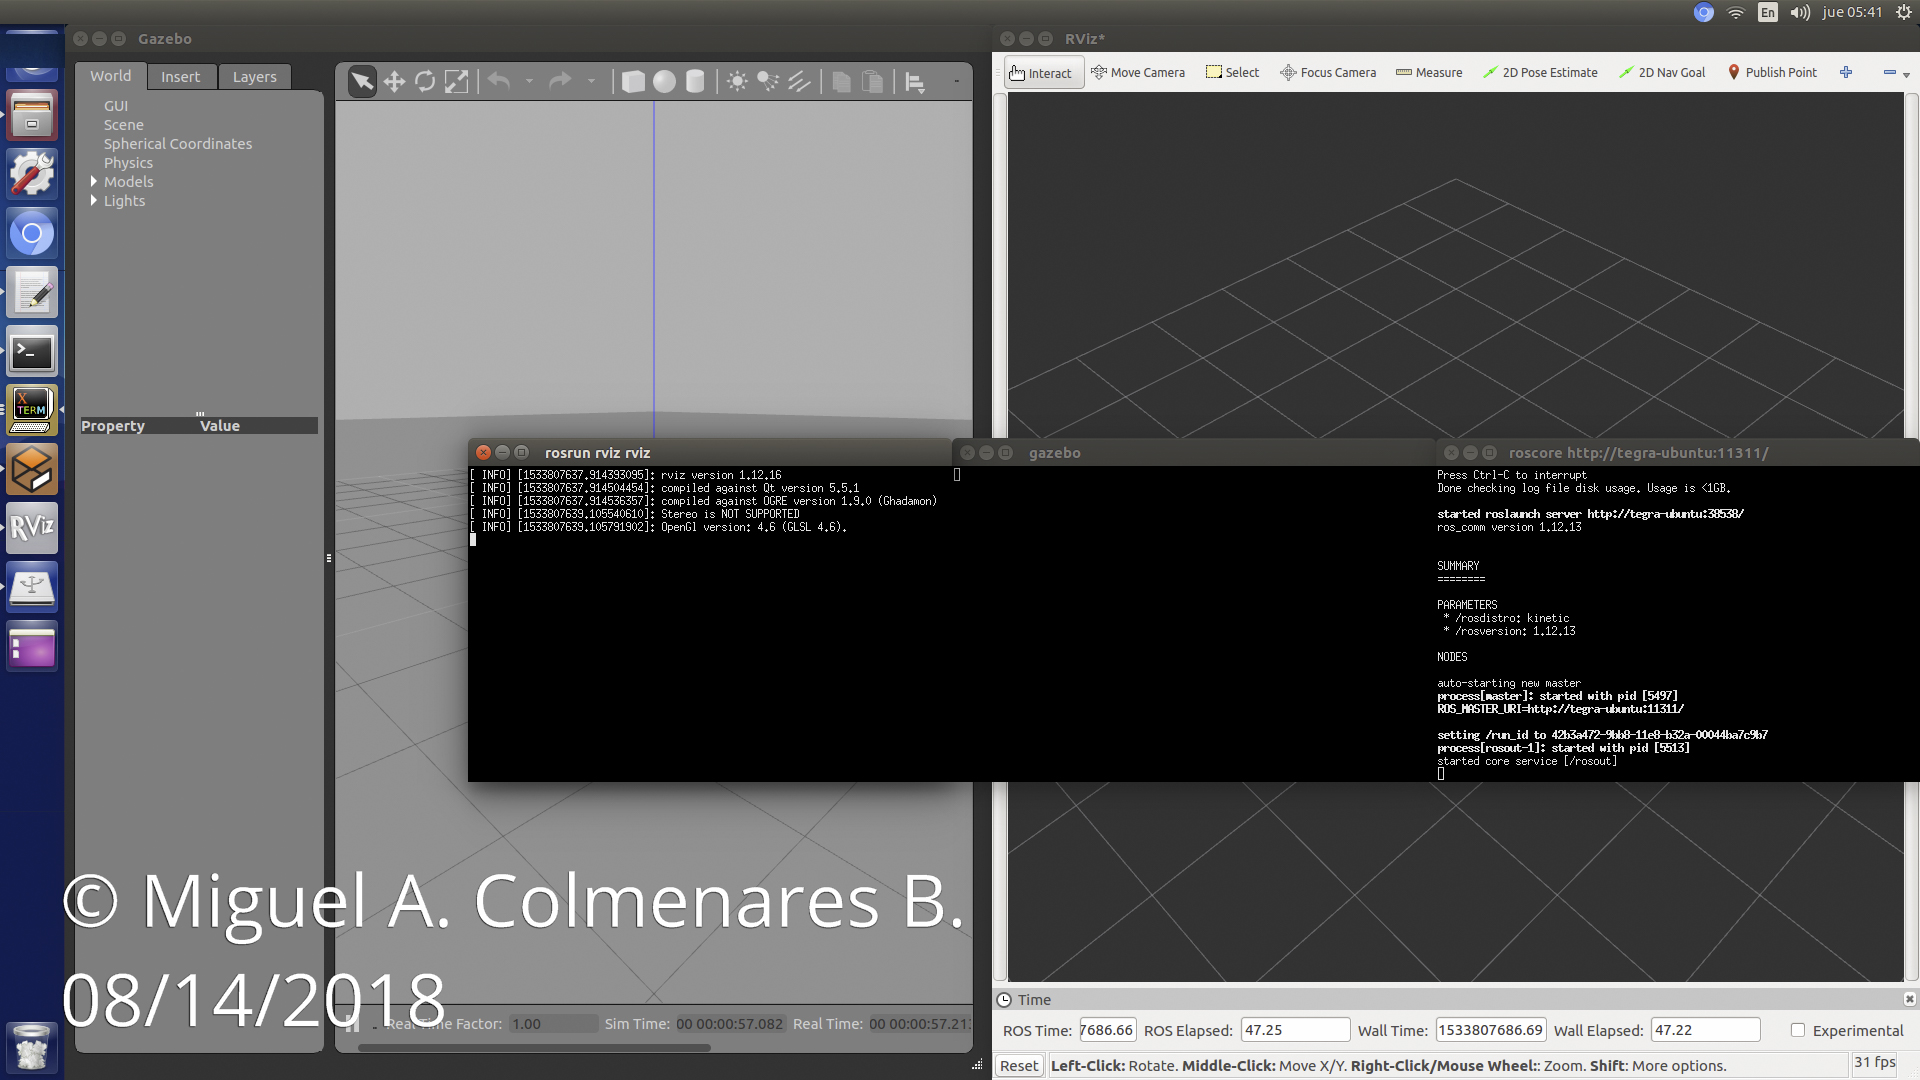 En
jue 05:41
Gazebo
World
Insert
Layers
GUI
Scene
Spherical Coordinates
Physics
Models
Lights
Property Value
RViz*
Interact
Move Camera
Select
Focus Camera
Measure
2D Pose Estimate
2D Nav Goal
Publish Point
X
TERM
RViz
rosrun rviz rviz
[ INFO] [1533807637.914393095]: rviz version 1.12.16
[ INFO] [1533807637.914504454]: compiled against Qt version 5.5.1
[ INFO] [1533807637.914536357]: compiled against OGRE version 1.9.0 (Ghadamon)
[ INFO] [1533807639.105540610]: Stereo is NOT SUPPORTED
[ INFO] [1533807639.105791902]: OpenGl version: 4.6 (GLSL 4.6).
gazebo
roscore http://tegra-ubuntu:11311/
Press Ctrl-C to interrupt
Done checking log file disk usage. Usage is <1GB.
started roslaunch server http://tegra-ubuntu:38538/
ros_comm version 1.12.13
SUMMARY
========
PARAMETERS
* /rosdistro: kinetic
* /rosversion: 1.12.13
NODES
auto-starting new master
process[master]: started with pid [5497]
ROS_MASTER_URI=http://tegra-ubuntu:11311/
setting /run_id to 42b3a472-9bb8-11e8-b32a-00044ba7c9b7
process[rosout-1]: started with pid [5513]
started core service [/rosout]
© Miguel A. Colmenares B.
08/14/2018
Real Time Factor: 1.00 Sim Time: 00 00:00:57.082 Real Time: 00 00:00:57.21
Time
ROS Time: 7686.66 ROS Elapsed: 47.25 Wall Time: 1533807686.69 Wall Elapsed: 47.22 Experimental
Reset Left-Click: Rotate. Middle-Click: Move X/Y. Right-Click/Mouse Wheel:: Zoom. Shift: More options. 31 fps